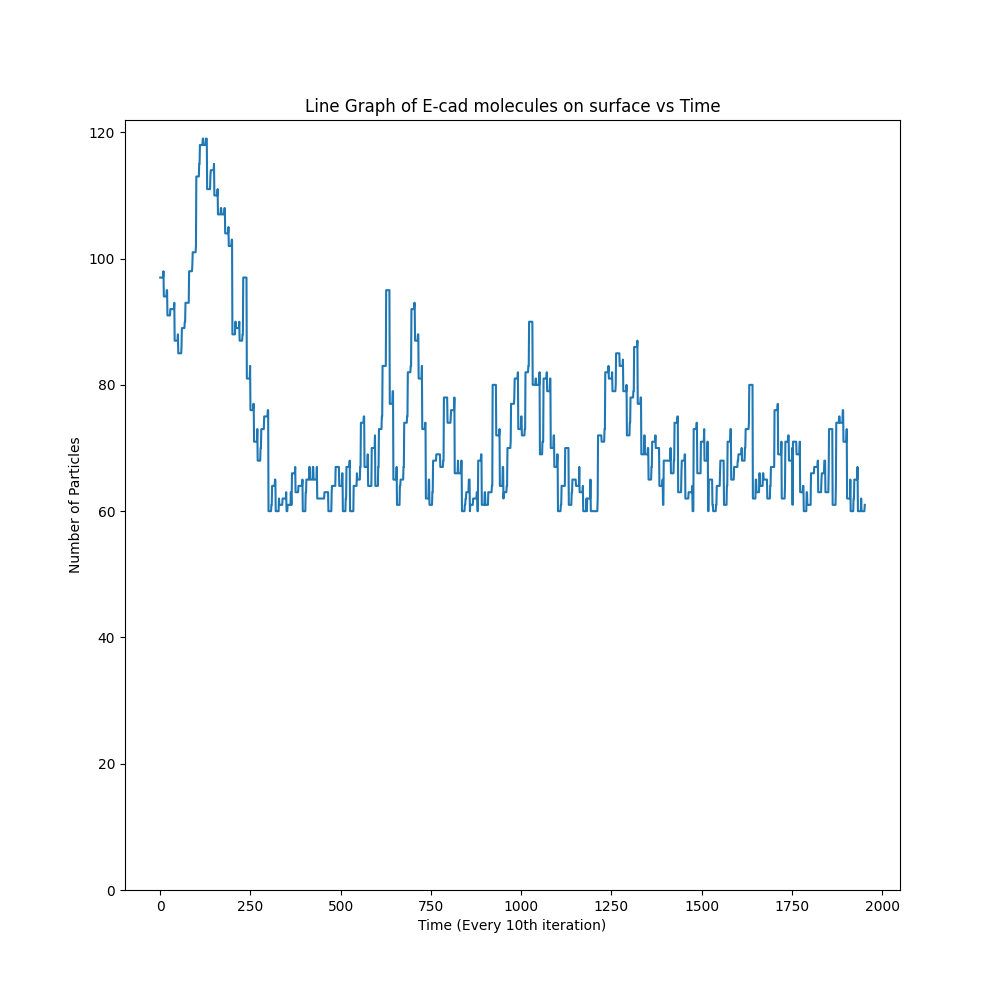 Line Graph of E-cad molecules on surface vs Time
120
100
80
60
40
20
0
Number of Particles
0 250 500 750 1000 1250 1500 1750 2000
Time (Every 10th iteration)